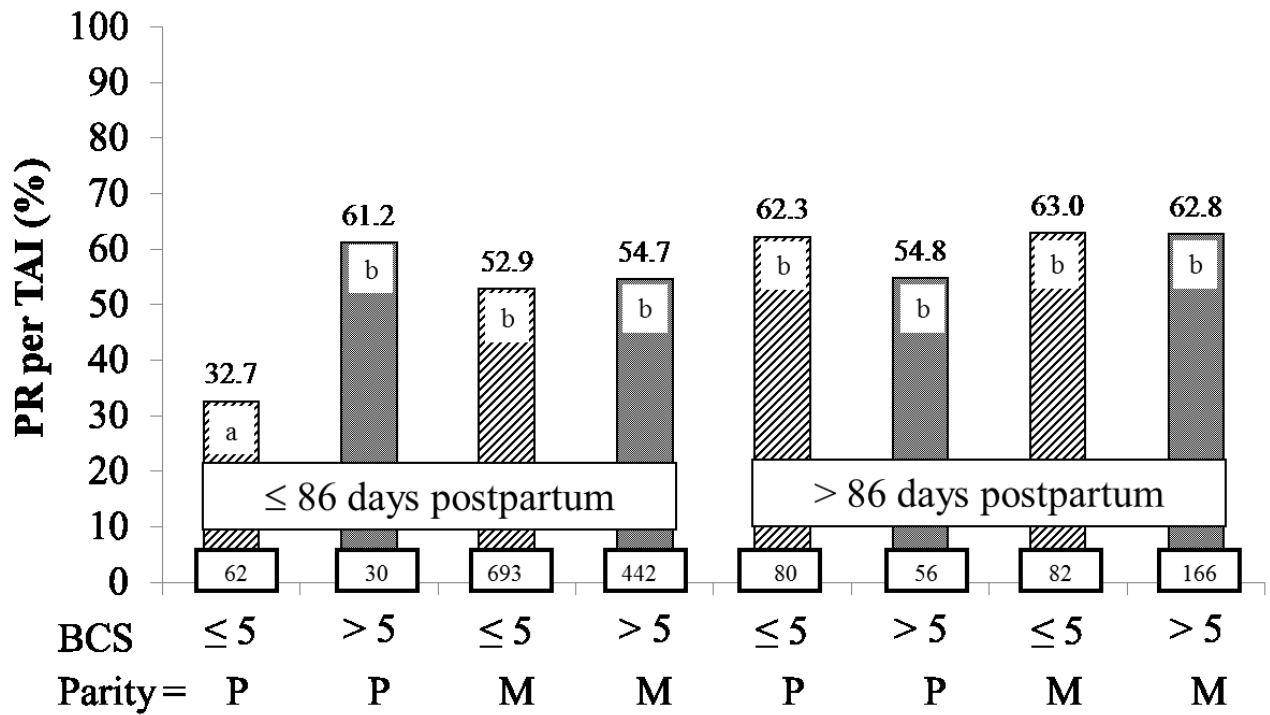 PR per TAI (%)
100
90
80
70
60
50
40
30
20
10
0
32.7
61.2
52.9
54.7
62.3
54.8
63.0
62.8
a
b
b
b
b
b
b
b
≤ 86 days postpartum
> 86 days postpartum
62
30
693
442
80
56
82
166
BCS ≤ 5 > 5 ≤ 5 > 5 ≤ 5 > 5 ≤ 5 > 5
Parity = P P M M P P M M